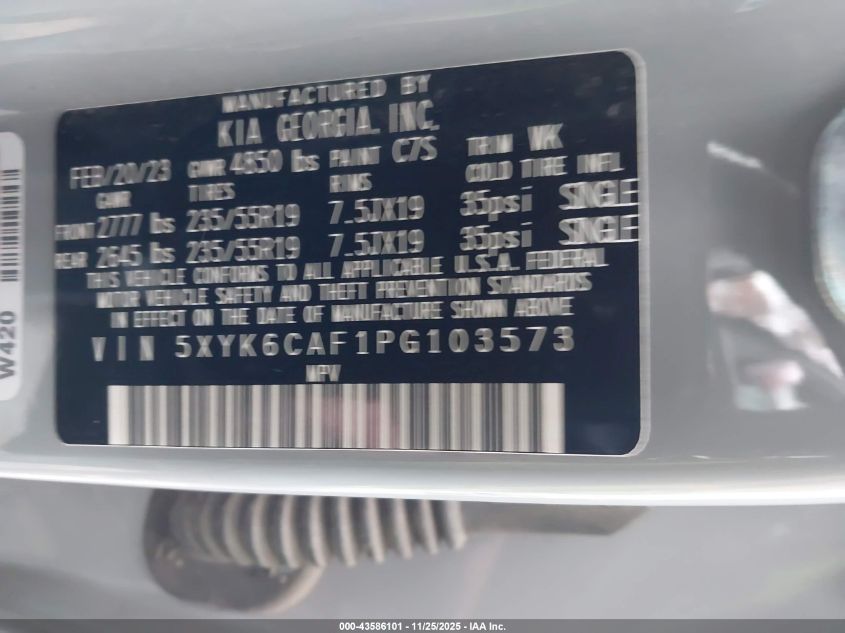 MANUFACTURED BY
KIA GEORGIA, INC.
FEB/20/23 GVWR 4850 lbs PAINT C7S TRIM WK
GAWR TIRES RIMS COLD TIRE INFL
FRONT 2777 lbs 235/55R19 7.5JX19 35psi SINGLE
REAR 2645 lbs 235/55R19 7.5JX19 35psi SINGLE
THIS VEHICLE CONFORMS TO ALL APPLICABLE U.S.A. FEDERAL
MOTOR VEHICLE SAFETY AND THEFT PREVENTION STANDARDS
IN EFFECT ON THE DATE OF MANUFACTURE SHOWN ABOVE
VIN 5XYK6CAF1PG103573
MPV
W420
000-43586101 - 11/25/2025 - IAA Inc.